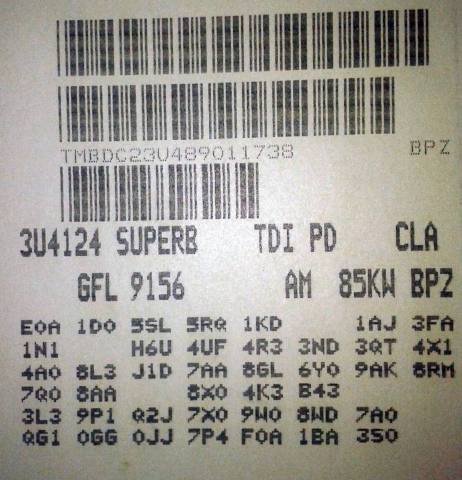 TMBDC23U489011738 BPZ
3U4124 SUPERB TDI PD CLA
GFL 9156 AM 85KW BPZ
E0A 1D0 5SL 5RQ 1KD 1AJ 3FA
1N1 H6U 4UF 4R3 3ND 3QT 4X1
4A0 8L3 J1D 7AA 8GL 6Y0 9AK 8RM
7Q0 8AA 8X0 4K3 B43
3L3 9P1 Q2J 7X0 9W0 8WD 7A0
QG1 0GG 0JJ 7P4 F0A 1BA 3S0